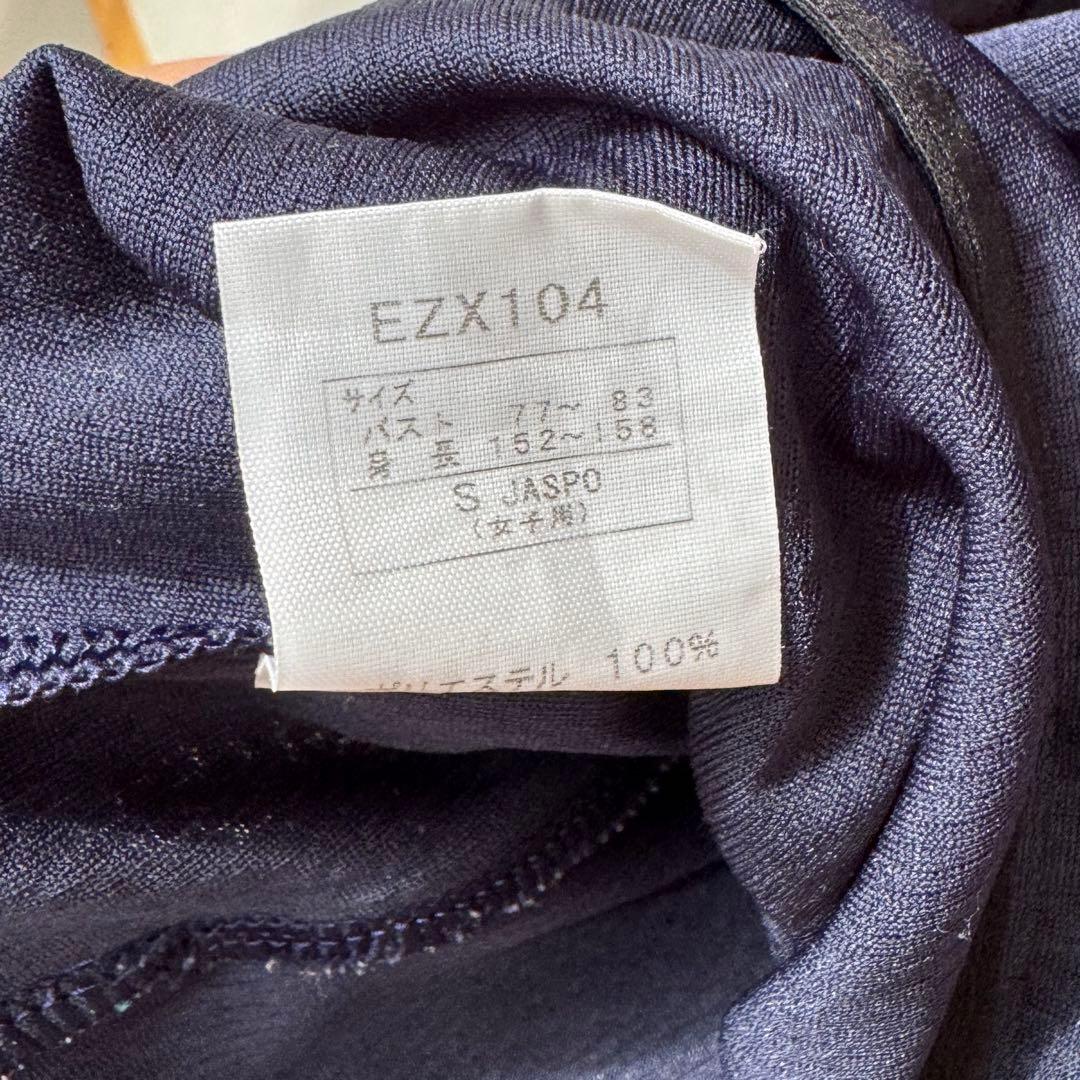 EZX104
サイズ
バスト 77～ 83
身 長 152～158
S JASPO
(女子用)
ポリエステル 100%